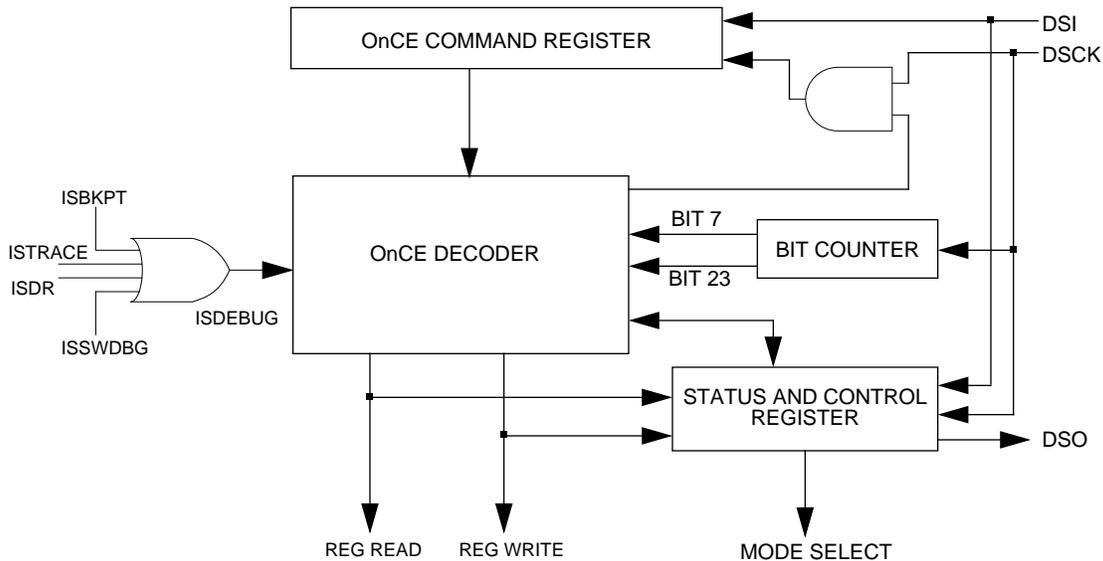 DSI
OnCE COMMAND REGISTER
DSCK
ISBKPT
BIT 7
ISTRACE
OnCE DECODER
BIT COUNTER
BIT 23
ISDR
ISDEBUG
ISSWDBG
STATUS AND CONTROL
REGISTER
DSO
REG READ
REG WRITE
MODE SELECT